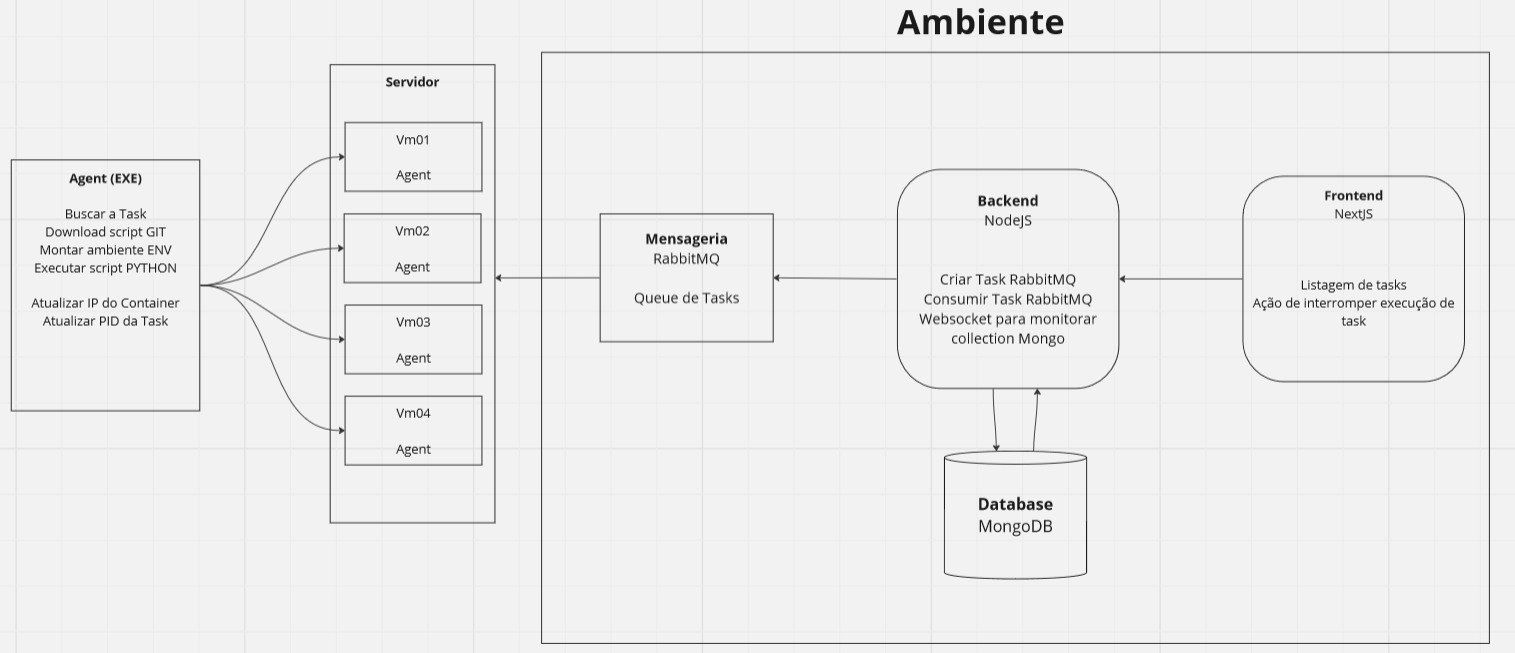 Ambiente
Agent (EXE)
Buscar a Task
Download script GIT
Montar ambiente ENV
Executar script PYTHON
Atualizar IP do Container
Atualizar PID da Task
Servidor
Vm01
Agent
Vm02
Agent
Vm03
Agent
Vm04
Agent
Mensageria
RabbitMQ
Queue de Tasks
Backend
NodeJS
Criar Task RabbitMQ
Consumir Task RabbitMQ
Websocket para monitorar
collection Mongo
Database
MongoDB
Frontend
NextJS
Listagem de tasks
Ação de interromper execução de
task